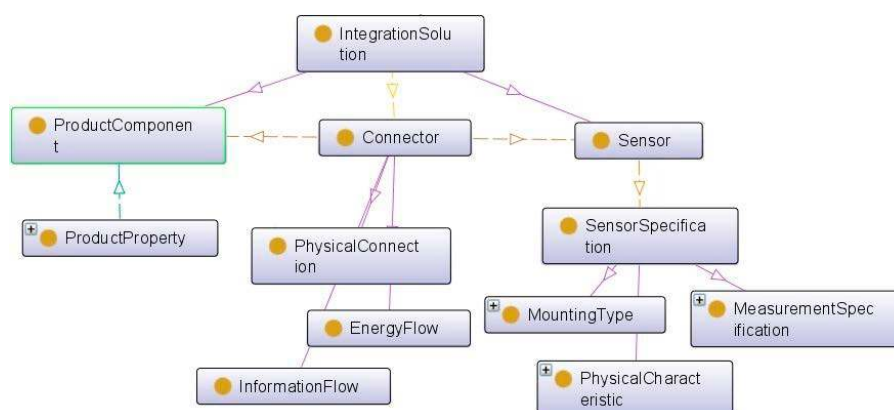 IntegrationSolu
tion
ProductComponen
t
Connector
Sensor
ProductProperty
PhysicalConnect
ion
SensorSpecifica
tion
EnergyFlow
MountingType
MeasurementSpec
ification
InformationFlow
PhysicalCharact
eristic